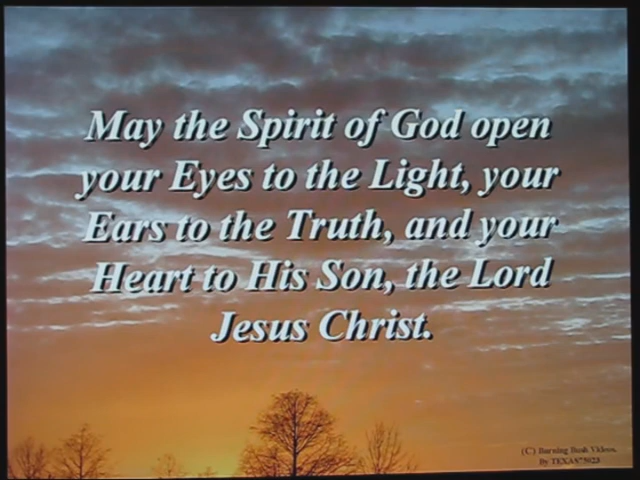 May the Spirit of God open
your Eyes to the Light, your
Ears to the Truth, and your
Heart to His Son, the Lord
Jesus Christ.
(C) Burning Bush Videos.
By